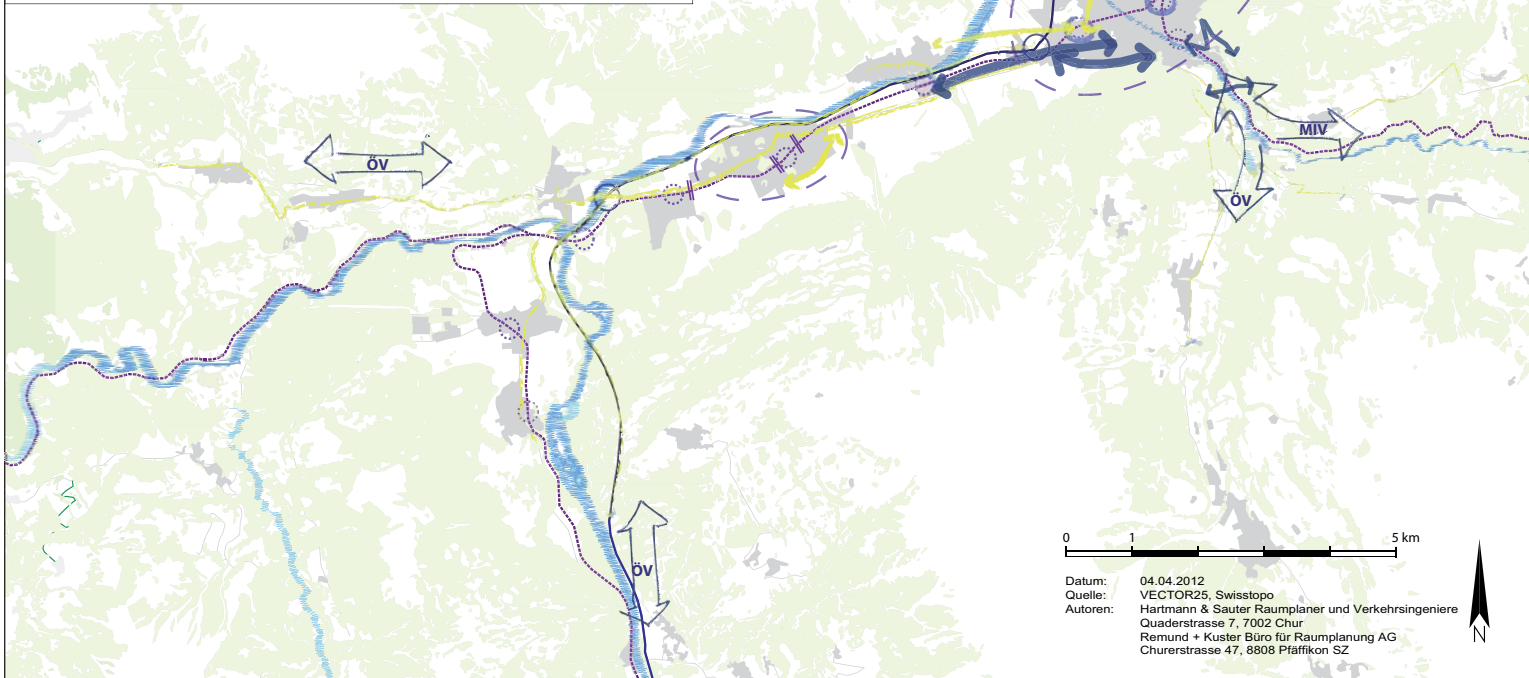 MIV
ÖV
ÖV
ÖV
0 1 5 km
Datum: 04.04.2012
Quelle: VECTOR25, Swisstopo
Autoren: Hartmann & Sauter Raumplaner und Verkehrsingeniere
Quaderstrasse 7, 7002 Chur
Remund + Kuster Büro für Raumplanung AG
Churerstrasse 47, 8808 Pfäffikon SZ
N